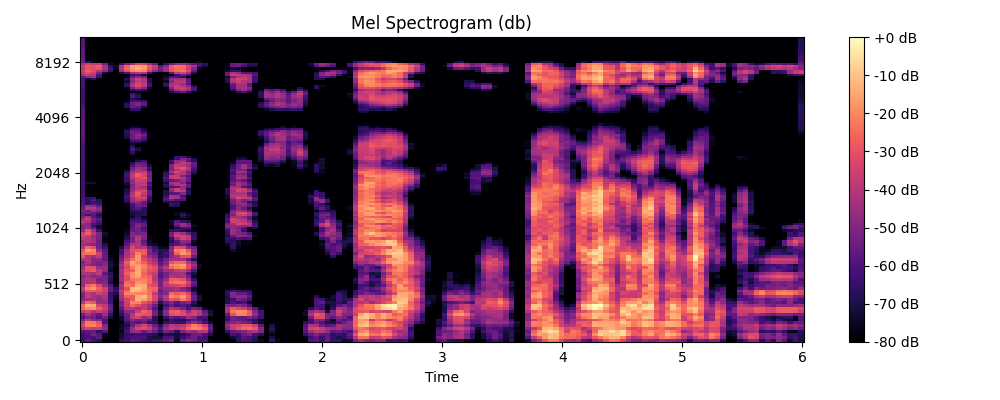 Mel Spectrogram (db)
Hz
8192
4096
2048
1024
512
0
0 1 2 3 4 5 6
Time
+0 dB
-10 dB
-20 dB
-30 dB
-40 dB
-50 dB
-60 dB
-70 dB
-80 dB